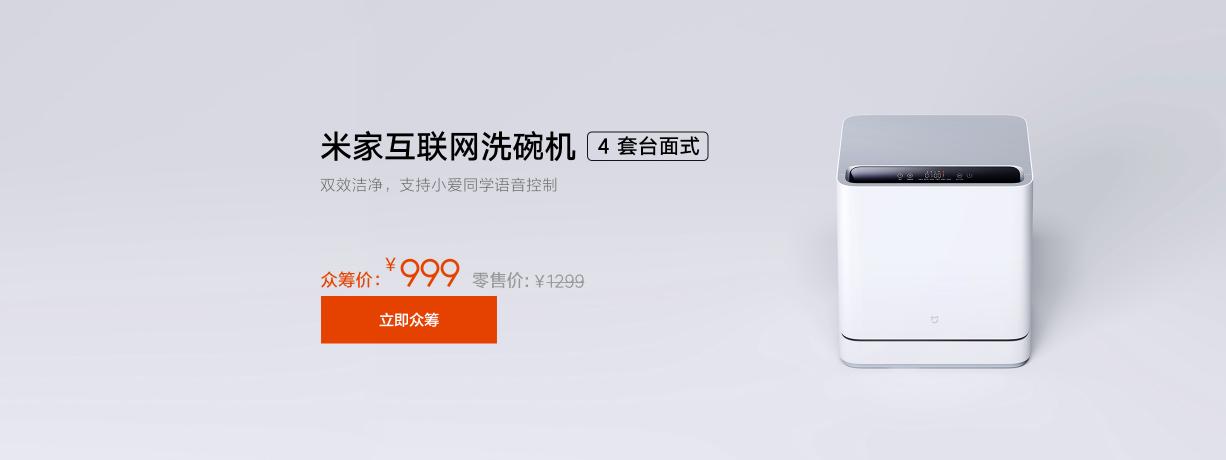 米家互联网洗碗机 4 套台面式
双效洁净，支持小爱同学语音控制
众筹价：¥999 零售价：¥1299
立即众筹